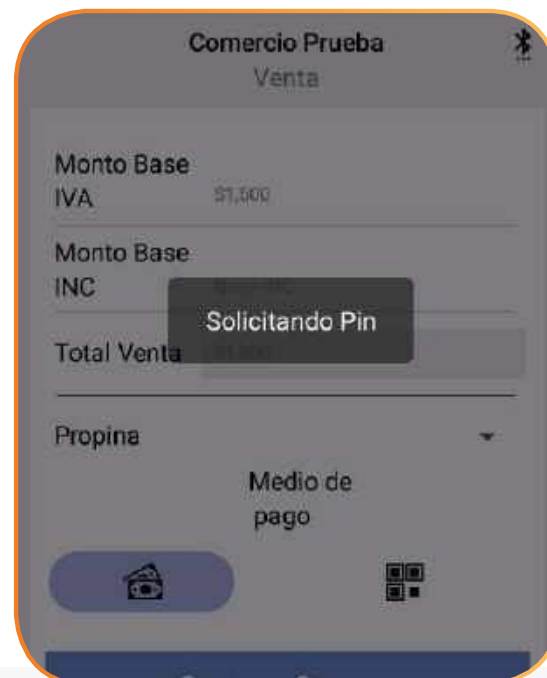 Comercio Prueba
Venta
Monto Base
IVA
$1,500
Monto Base
INC
Solicitando Pin
Total Venta
Propina
Medio de
pago